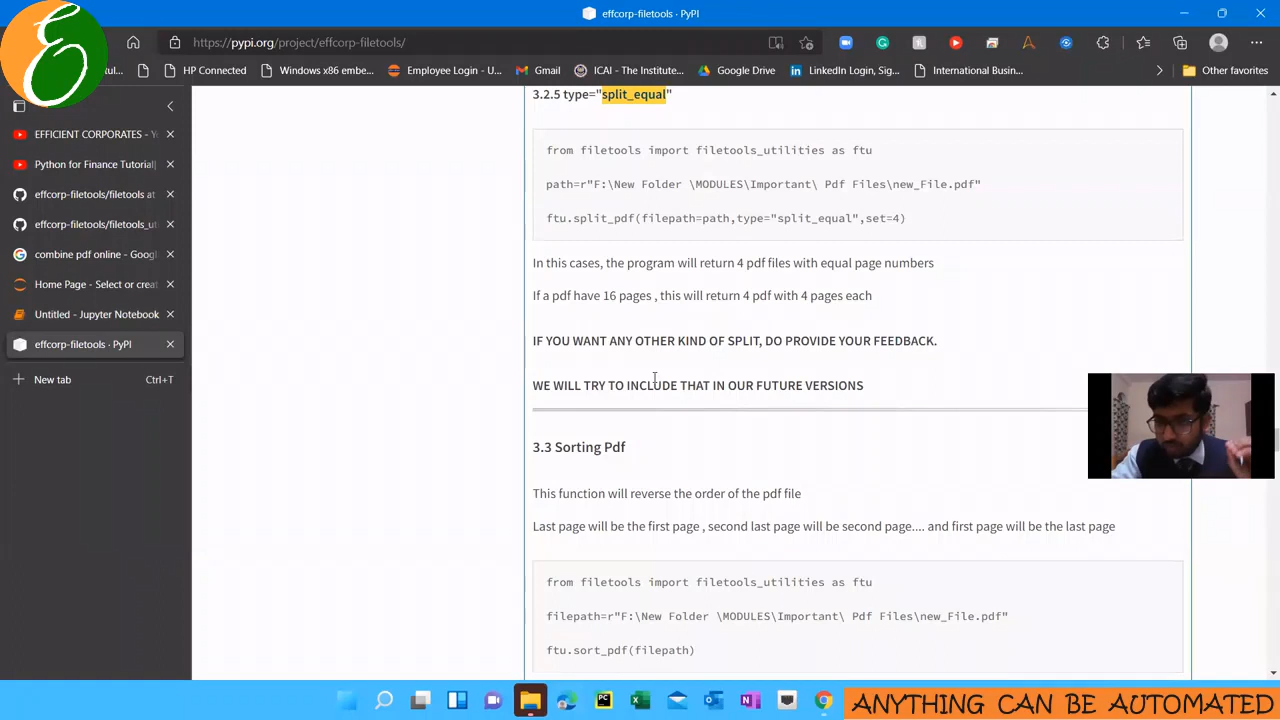 effcorp-filetools · PyPI
https://pypi.org/project/effcorp-filetools/
tul...
HP Connected
Windows x86 embe...
Employee Login - U...
Gmail
ICAI - The Institute...
Google Drive
LinkedIn Login, Sig...
International Busin...
Other favorites
EFFICIENT CORPORATES - Y
Python for Finance Tutorial
effcorp-filetools/filetools at
effcorp-filetools/filetools_ut
combine pdf online - Googl
Home Page - Select or creat
Untitled - Jupyter Notebook
effcorp-filetools · PyPI
New tab
Ctrl+T
3.2.5 type="split_equal"
from filetools import filetools_utilities as ftu
path=r"F:\New Folder \MODULES\Important\ Pdf Files\new_File.pdf"
ftu.split_pdf(filepath=path,type="split_equal",set=4)
In this cases, the program will return 4 pdf files with equal page numbers
If a pdf have 16 pages , this will return 4 pdf with 4 pages each
IF YOU WANT ANY OTHER KIND OF SPLIT, DO PROVIDE YOUR FEEDBACK.
WE WILL TRY TO INCLUDE THAT IN OUR FUTURE VERSIONS
3.3 Sorting Pdf
This function will reverse the order of the pdf file
Last page will be the first page , second last page will be second page.... and first page will be the last page
from filetools import filetools_utilities as ftu
filepath=r"F:\New Folder \MODULES\Important\ Pdf Files\new_File.pdf"
ftu.sort_pdf(filepath)
ANYTHING CAN BE AUTOMATED